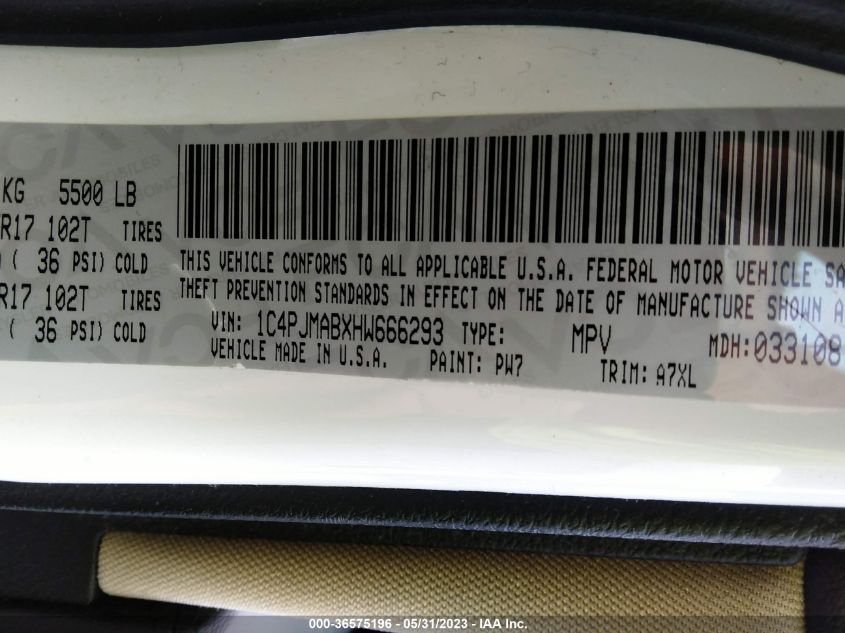 KG 5500 LB
R17 102T TIRES
( 36 PSI) COLD
R17 102T TIRES
( 36 PSI) COLD
THIS VEHICLE CONFORMS TO ALL APPLICABLE U.S.A. FEDERAL MOTOR VEHICLE SA
THEFT PREVENTION STANDARDS IN EFFECT ON THE DATE OF MANUFACTURE SHOWN A
VIN: 1C4PJMABXHW666293 TYPE: MPV MDH:033108
VEHICLE MADE IN U.S.A. PAINT: PW7 TRIM: A7XL
000-36575196 - 05/31/2023 - IAA Inc.